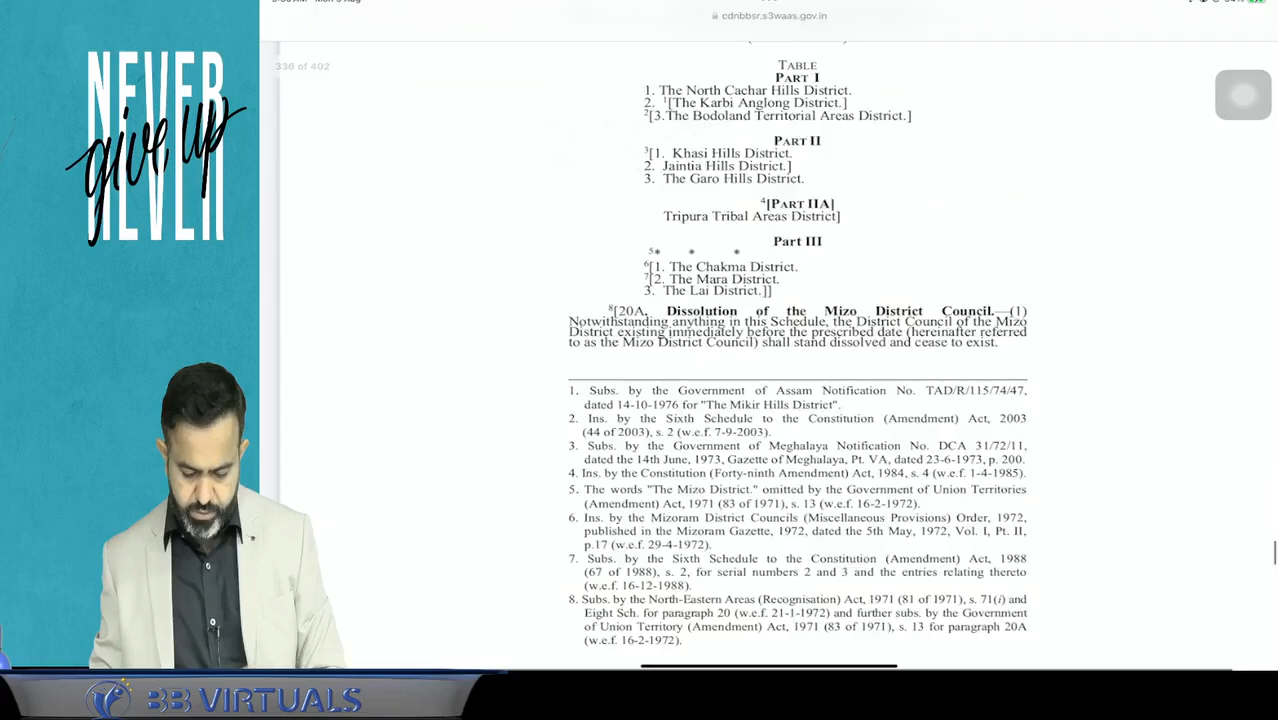 NEVER
give up
NEVER
cdnbbsr.s3waas.gov.in
336 of 402
TABLE
PART I
1. The North Cachar Hills District.
2. 1[The Karbi Anglong District.]
2[3.The Bodoland Territorial Areas District.]
PART II
3[1. Khasi Hills District.
2. Jaintia Hills District.]
3. The Garo Hills District.
4[PART IIA]
Tripura Tribal Areas District]
Part III
5* * *
6[1. The Chakma District.
7[2. The Mara District.
3. The Lai District.]]
8[20A. Dissolution of the Mizo District Council.—(1)
Notwithstanding anything in this Schedule, the District Council of the Mizo
District existing immediately before the prescribed date (hereinafter referred
to as the Mizo District Council) shall stand dissolved and cease to exist.
1. Subs. by the Government of Assam Notification No. TAD/R/115/74/47,
dated 14-10-1976 for "The Mikir Hills District".
2. Ins. by the Sixth Schedule to the Constitution (Amendment) Act, 2003
(44 of 2003), s. 2 (w.e.f. 7-9-2003).
3. Subs. by the Government of Meghalaya Notification No. DCA 31/72/11,
dated the 14th June, 1973, Gazette of Meghalaya, Pt. VA, dated 23-6-1973, p. 200.
4. Ins. by the Constitution (Forty-ninth Amendment) Act, 1984, s. 4 (w.e.f. 1-4-1985).
5. The words "The Mizo District." omitted by the Government of Union Territories
(Amendment) Act, 1971 (83 of 1971), s. 13 (w.e.f. 16-2-1972).
6. Ins. by the Mizoram District Councils (Miscellaneous Provisions) Order, 1972,
published in the Mizoram Gazette, 1972, dated the 5th May, 1972, Vol. I, Pt. II,
p.17 (w.e.f. 29-4-1972).
7. Subs. by the Sixth Schedule to the Constitution (Amendment) Act, 1988
(67 of 1988), s. 2, for serial numbers 2 and 3 and the entries relating thereto
(w.e.f. 16-12-1988).
8. Subs. by the North-Eastern Areas (Recognisation) Act, 1971 (81 of 1971), s. 71(i) and
Eight Sch. for paragraph 20 (w.e.f. 21-1-1972) and further subs. by the Government
of Union Territory (Amendment) Act, 1971 (83 of 1971), s. 13 for paragraph 20A
(w.e.f. 16-2-1972).
BB VIRTUALS